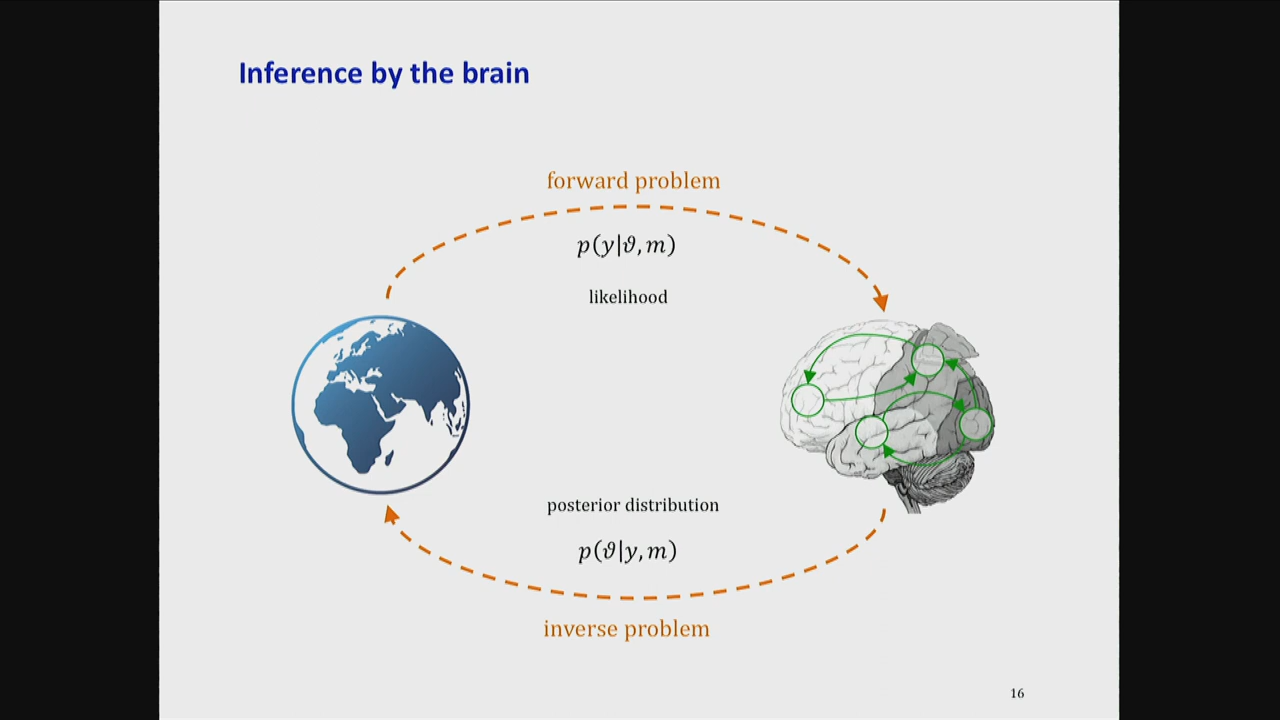 Inference by the brain
forward problem
p(y|ϑ, m)
likelihood
posterior distribution
p(ϑ|y, m)
inverse problem
16